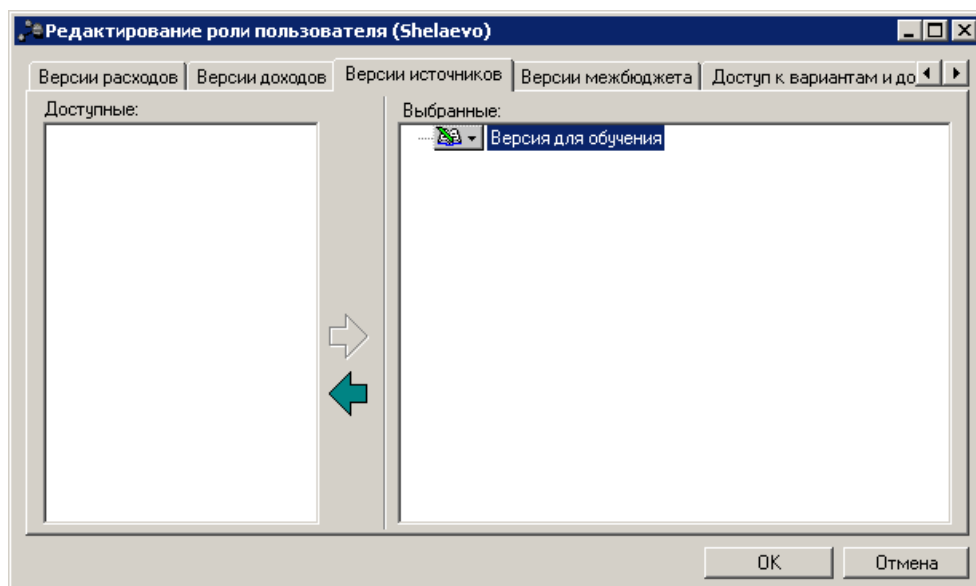 Редактирование роли пользователя (Shelaevo)
Версии расходов Версии доходов Версии источников Версии межбюджета Доступ к вариантам и до
Доступные:
Выбранные:
Версия для обучения
OK
Отмена